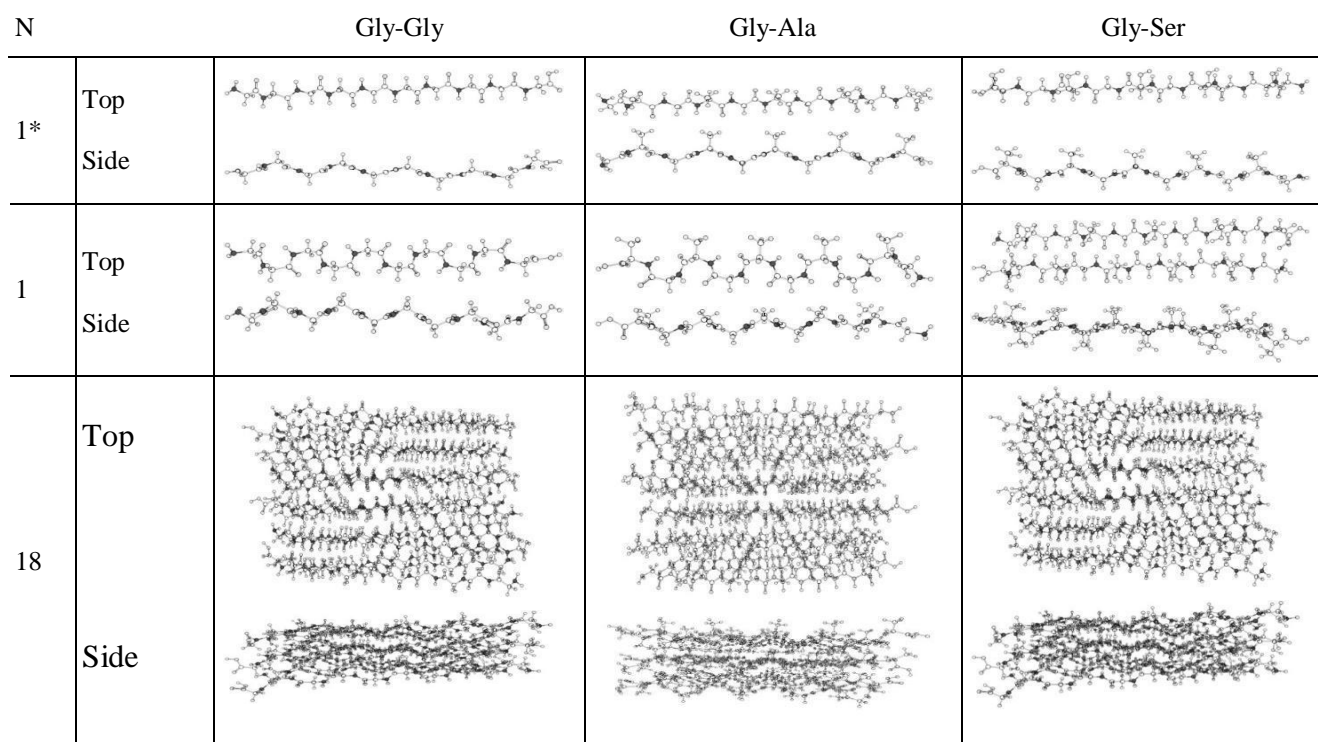 N Gly-Gly Gly-Ala Gly-Ser
1* Top
Side
1 Top
Side
18 Top
Side